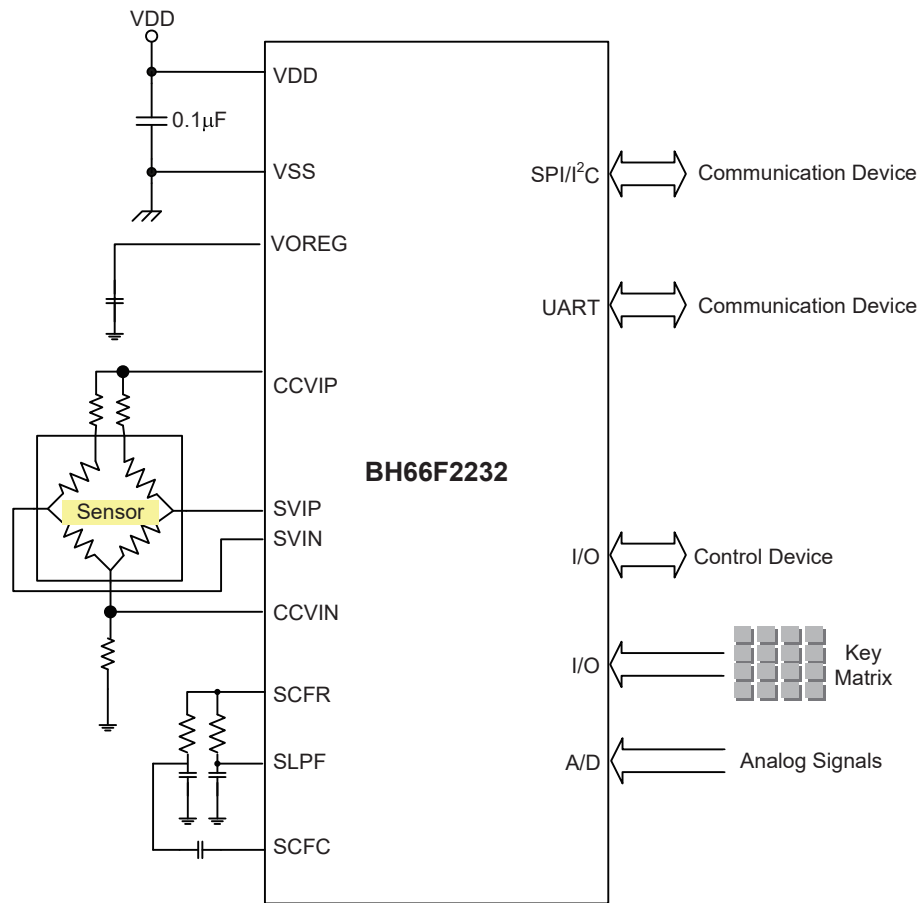 VDD
VDD
0.1μF
VSS
VOREG
CCVIP
SVIP
Sensor
SVIN
CCVIN
SCFR
SLPF
SCFC
BH66F2232
SPI/I²C
Communication Device
UART
Communication Device
I/O
Control Device
I/O
Key
Matrix
A/D
Analog Signals